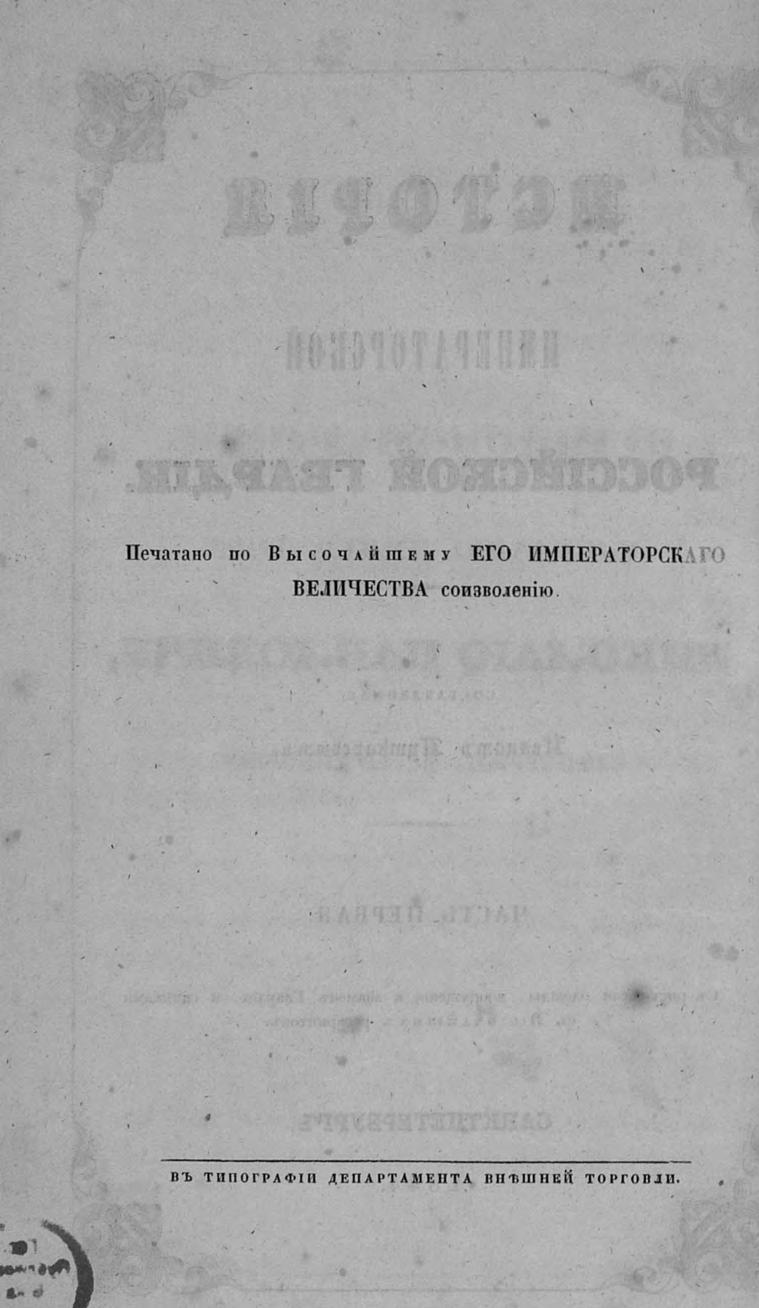 Печатано по Высочайшему ЕГО ИМПЕРАТОРСКАГО
ВЕЛИЧЕСТВА соизволенію.
ВЪ ТИПОГРАФІИ ДЕПАРТАМЕНТА ВНѢШНЕЙ ТОРГОВЛИ.